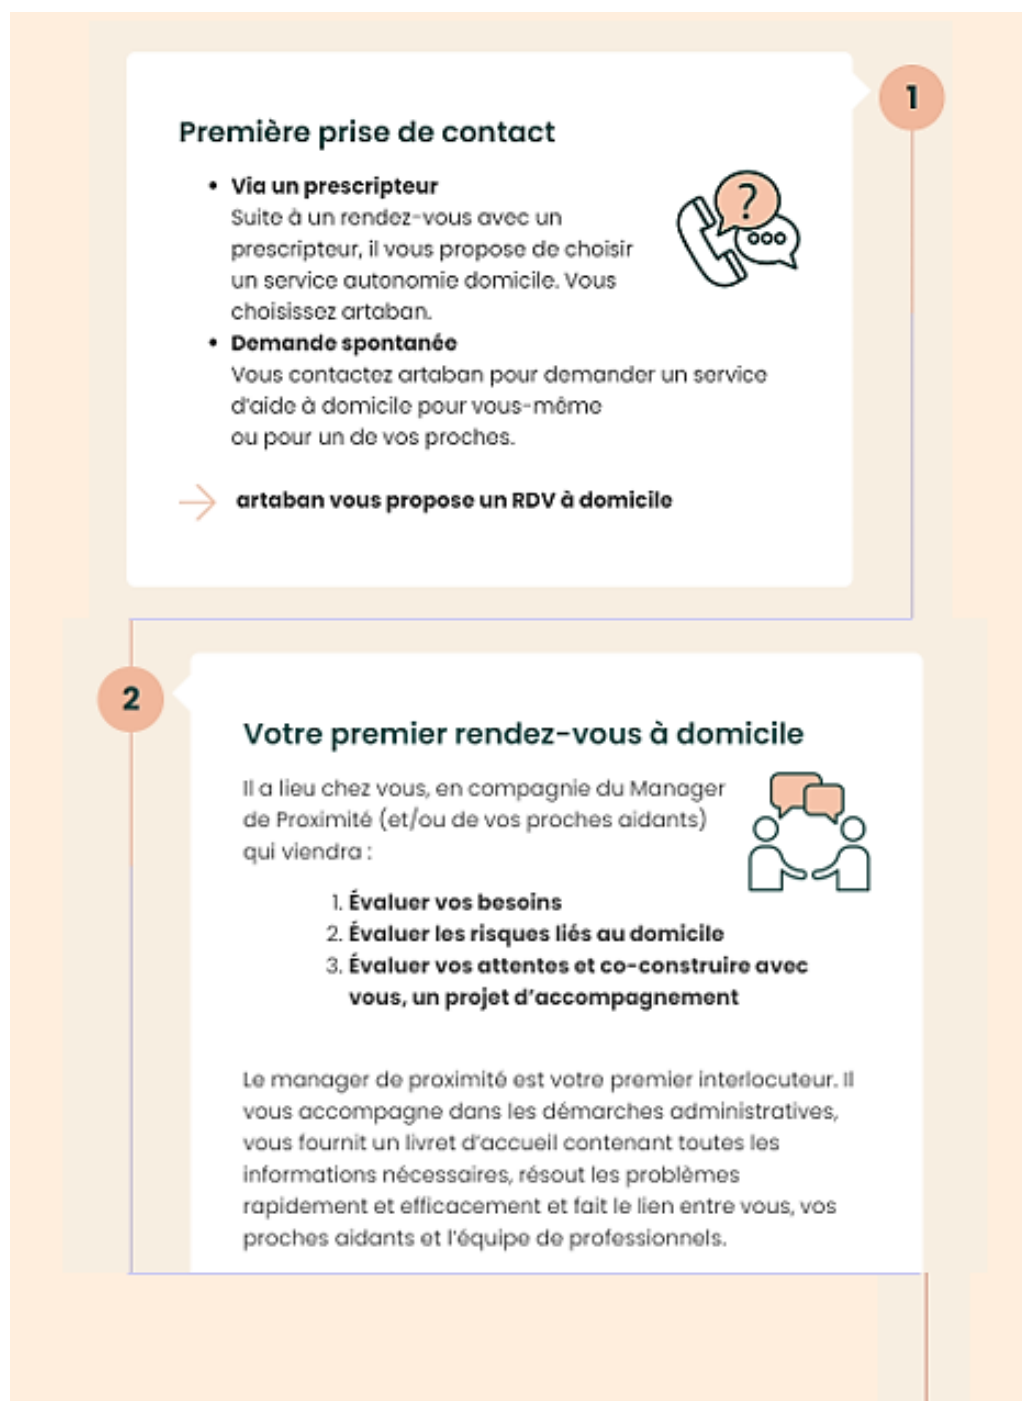 1
Première prise de contact
• Via un prescripteur
Suite à un rendez-vous avec un
prescripteur, il vous propose de choisir
un service autonomie domicile. Vous
choisissez artaban.
• Demande spontanée
Vous contactez artaban pour demander un service
d'aide à domicile pour vous-même
ou pour un de vos proches.
artaban vous propose un RDV à domicile
?
2
Votre premier rendez-vous à domicile
Il a lieu chez vous, en compagnie du Manager
de Proximité (et/ou de vos proches aidants)
qui viendra :
1. Évaluer vos besoins
2. Évaluer les risques liés au domicile
3. Évaluer vos attentes et co-construire avec
vous, un projet d’accompagnement
Le manager de proximité est votre premier interlocuteur. Il
vous accompagne dans les démarches administratives,
vous fournit un livret d’accueil contenant toutes les
informations nécessaires, résout les problèmes
rapidement et efficacement et fait le lien entre vous, vos
proches aidants et l’équipe de professionnels.